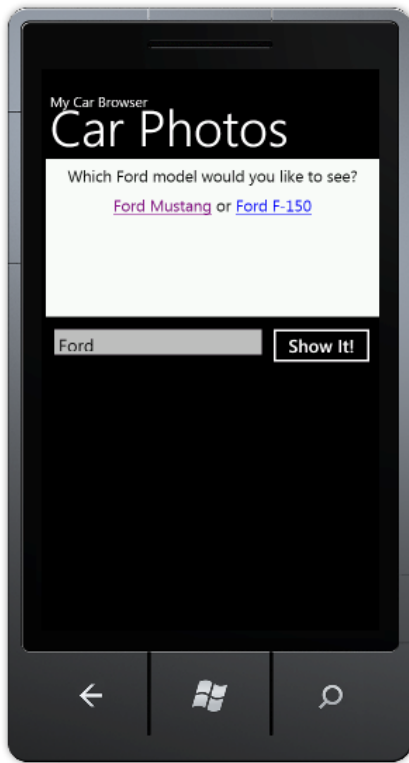 My Car Browser
Car Photos
Which Ford model would you like to see?
Ford Mustang or Ford F-150
Ford
Show It!